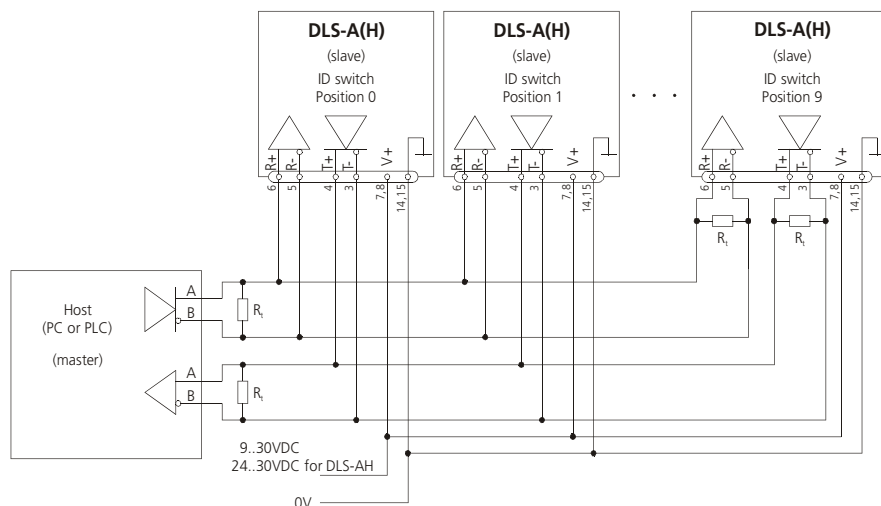 DLS-A(H)
(slave)
ID switch
Position 0
R+
R-
T+
T-
V+
6
5
4
3
7,8
14,15
DLS-A(H)
(slave)
ID switch
Position 1
R+
R-
T+
T-
V+
6
5
4
3
7,8
14,15
. . .
DLS-A(H)
(slave)
ID switch
Position 9
R+
R-
T+
T-
V+
6
5
4
3
7,8
14,15
Rt
Rt
Host
(PC or PLC)
(master)
A
B
Rt
A
B
Rt
9..30VDC
24..30VDC for DLS-AH
0V